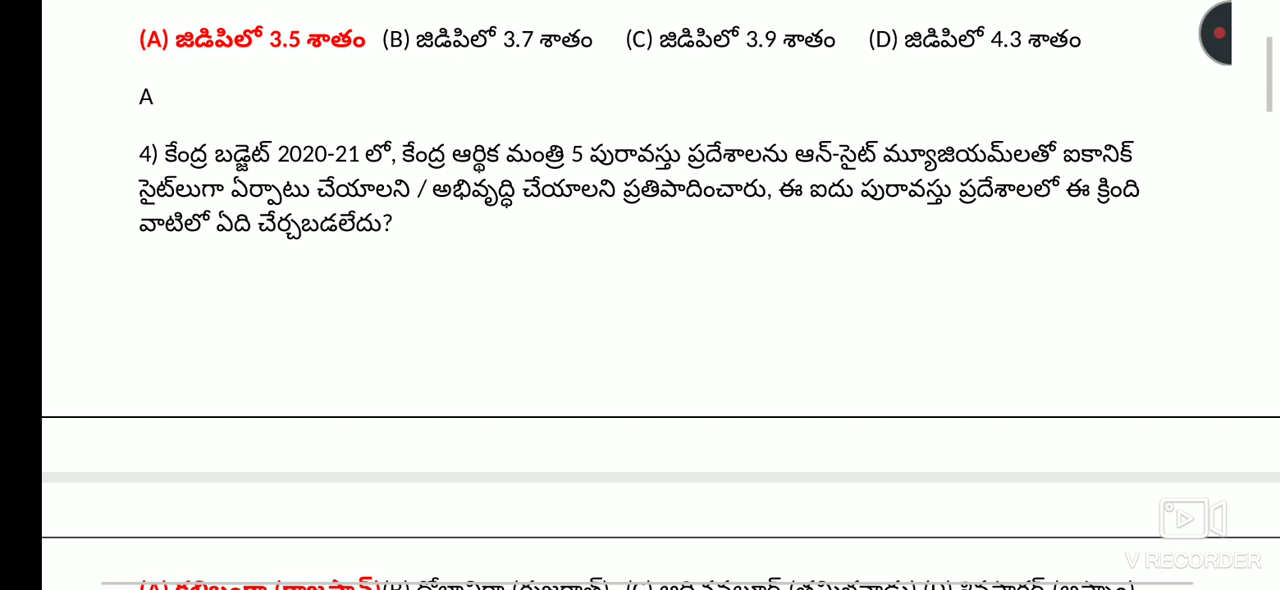 (A) జిడిపిలో 3.5 శాతం (B) జిడిపిలో 3.7 శాతం (C) జిడిపిలో 3.9 శాతం (D) జిడిపిలో 4.3 శాతం
A
4) కేంద్ర బడ్జెట్ 2020-21 లో, కేంద్ర ఆర్థిక మంత్రి 5 పురావస్తు ప్రదేశాలను ఆన్-సైట్ మ్యూజియమ్‌లతో ఐకానిక్
సైట్‌లుగా ఏర్పాటు చేయాలని / అభివృద్ధి చేయాలని ప్రతిపాదించారు, ఈ ఐదు పురావస్తు ప్రదేశాలలో ఈ క్రింది
వాటిలో ఏది చేర్చబడలేదు?
V RECORDER